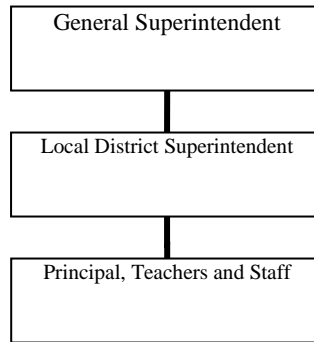 General Superintendent
Local District Superintendent
Principal, Teachers and Staff